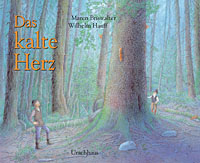 Das
Maren Briswalter
Wilhelm Hauff
kalte
Herz
Urachhaus